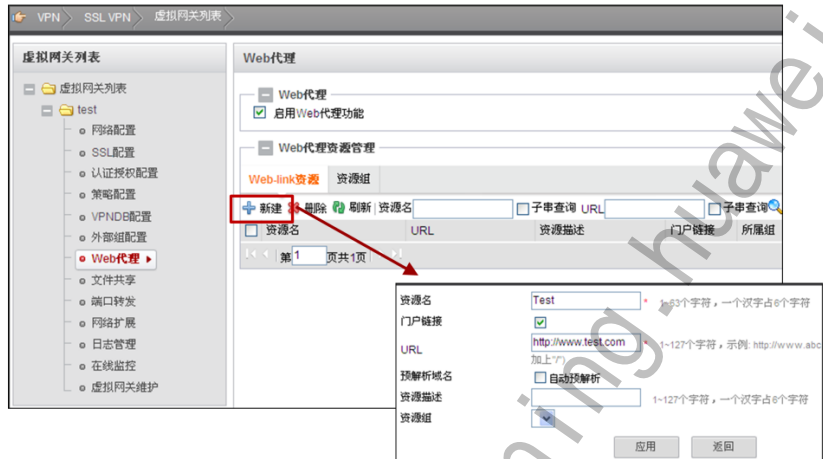 VPN SSL VPN 虚拟网关列表
虚拟网关列表
虚拟网关列表
test
网络配置
SSL配置
认证授权配置
策略配置
VPNDB配置
外部组配置
Web代理
文件共享
端口转发
网络扩展
日志管理
在线监控
虚拟网关维护
Web代理
Web代理
启用Web代理功能
Web代理资源管理
Web-link资源 资源组
新建 删除 刷新 资源名 子串查询 URL 子串查询
资源名 URL 资源描述 门户链接 所属组
第 1 页共1页
资源名 Test * 1~63个字符，一个汉字占6个字符
门户链接
URL http://www.test.com * 1~127个字符，示例: http://www.abc
加上"/")
预解析域名 自动预解析
资源描述 1~127个字符，一个汉字占6个字符
资源组
应用 返回
ning.huawei